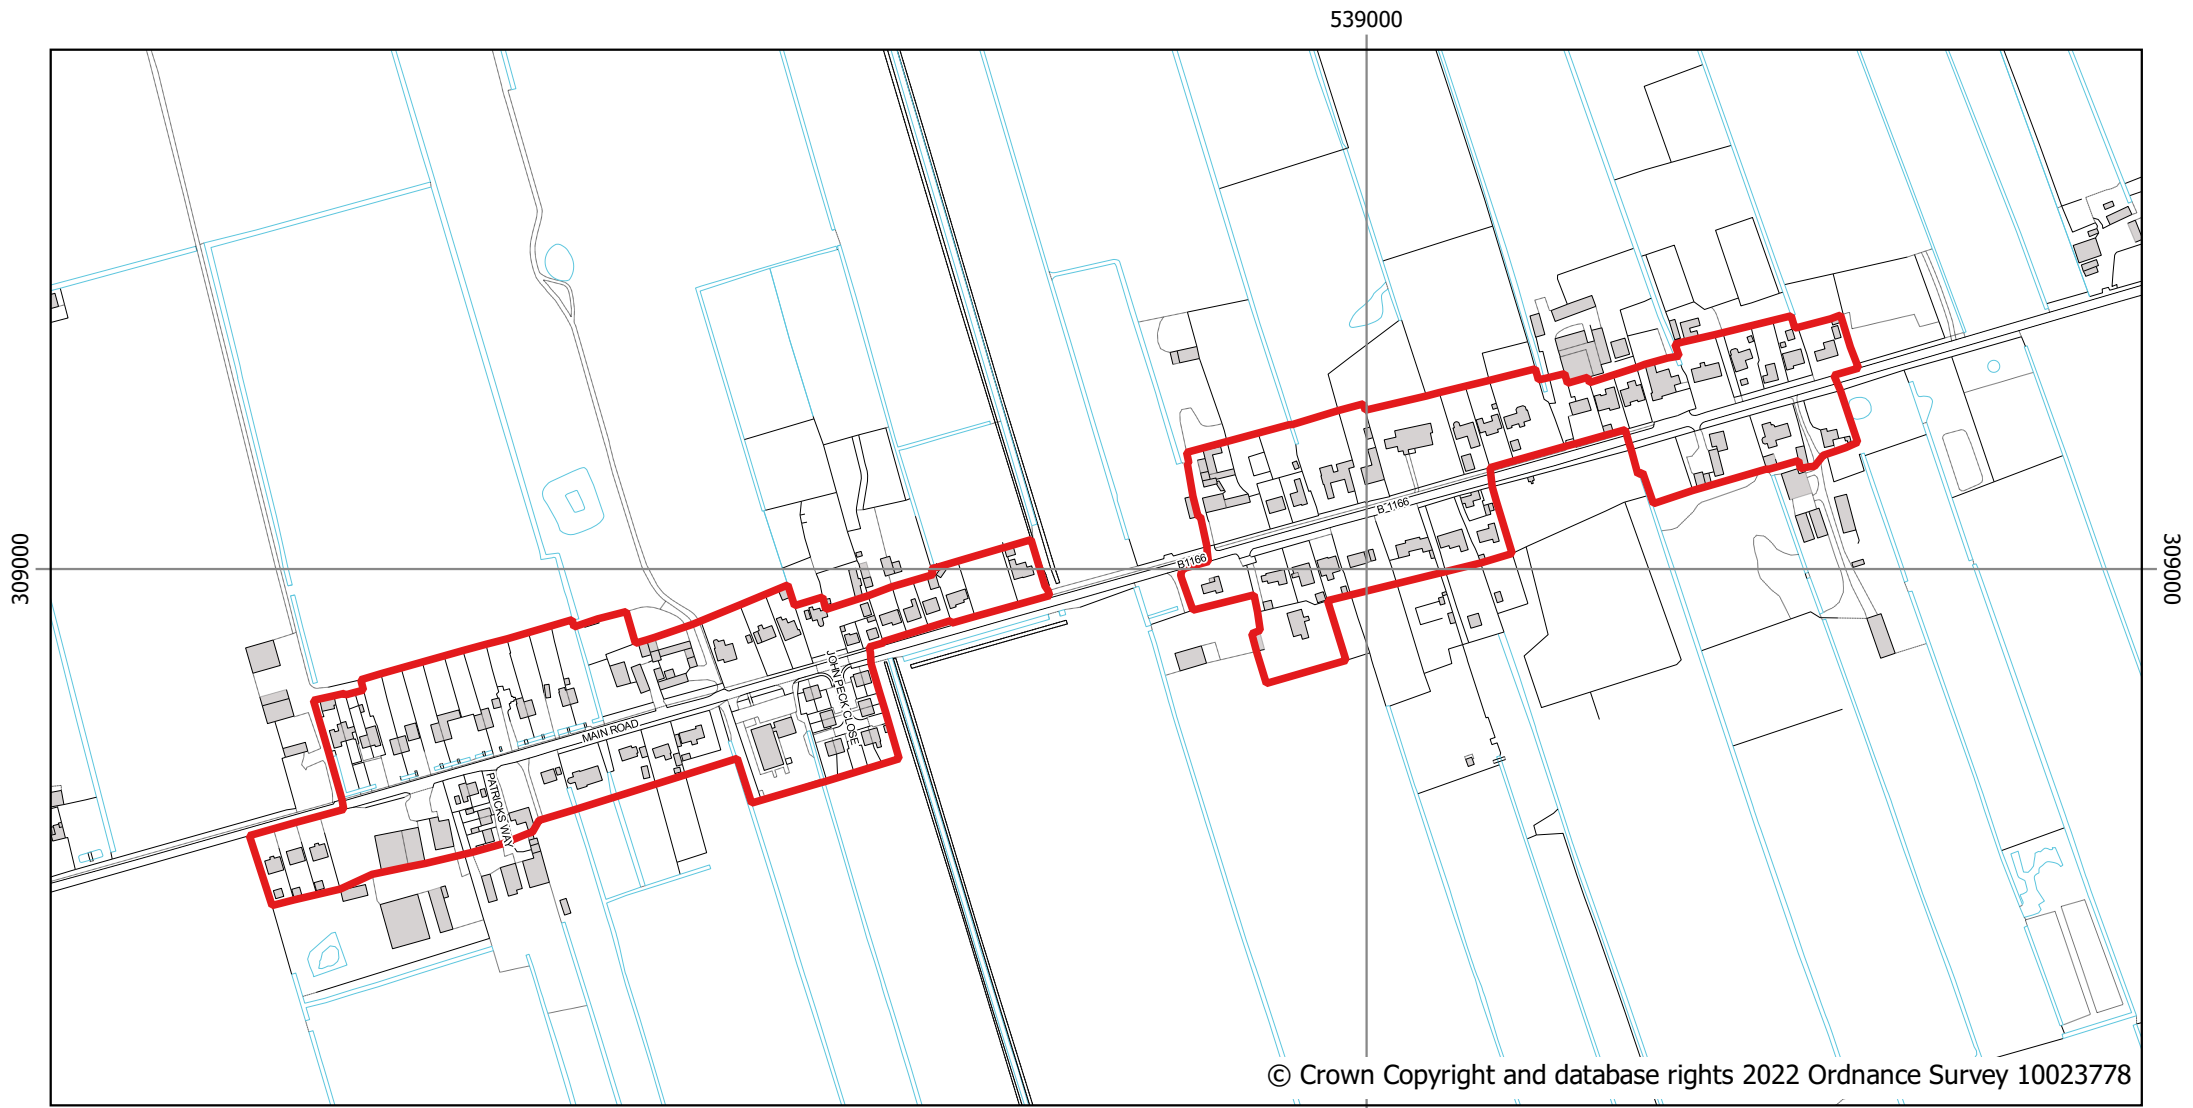 539000
309000
309000
B 1166
B1166
JOHN PECK CLOSE
MAIN ROAD
PATRICKS WAY
© Crown Copyright and database rights 2022 Ordnance Survey 10023778